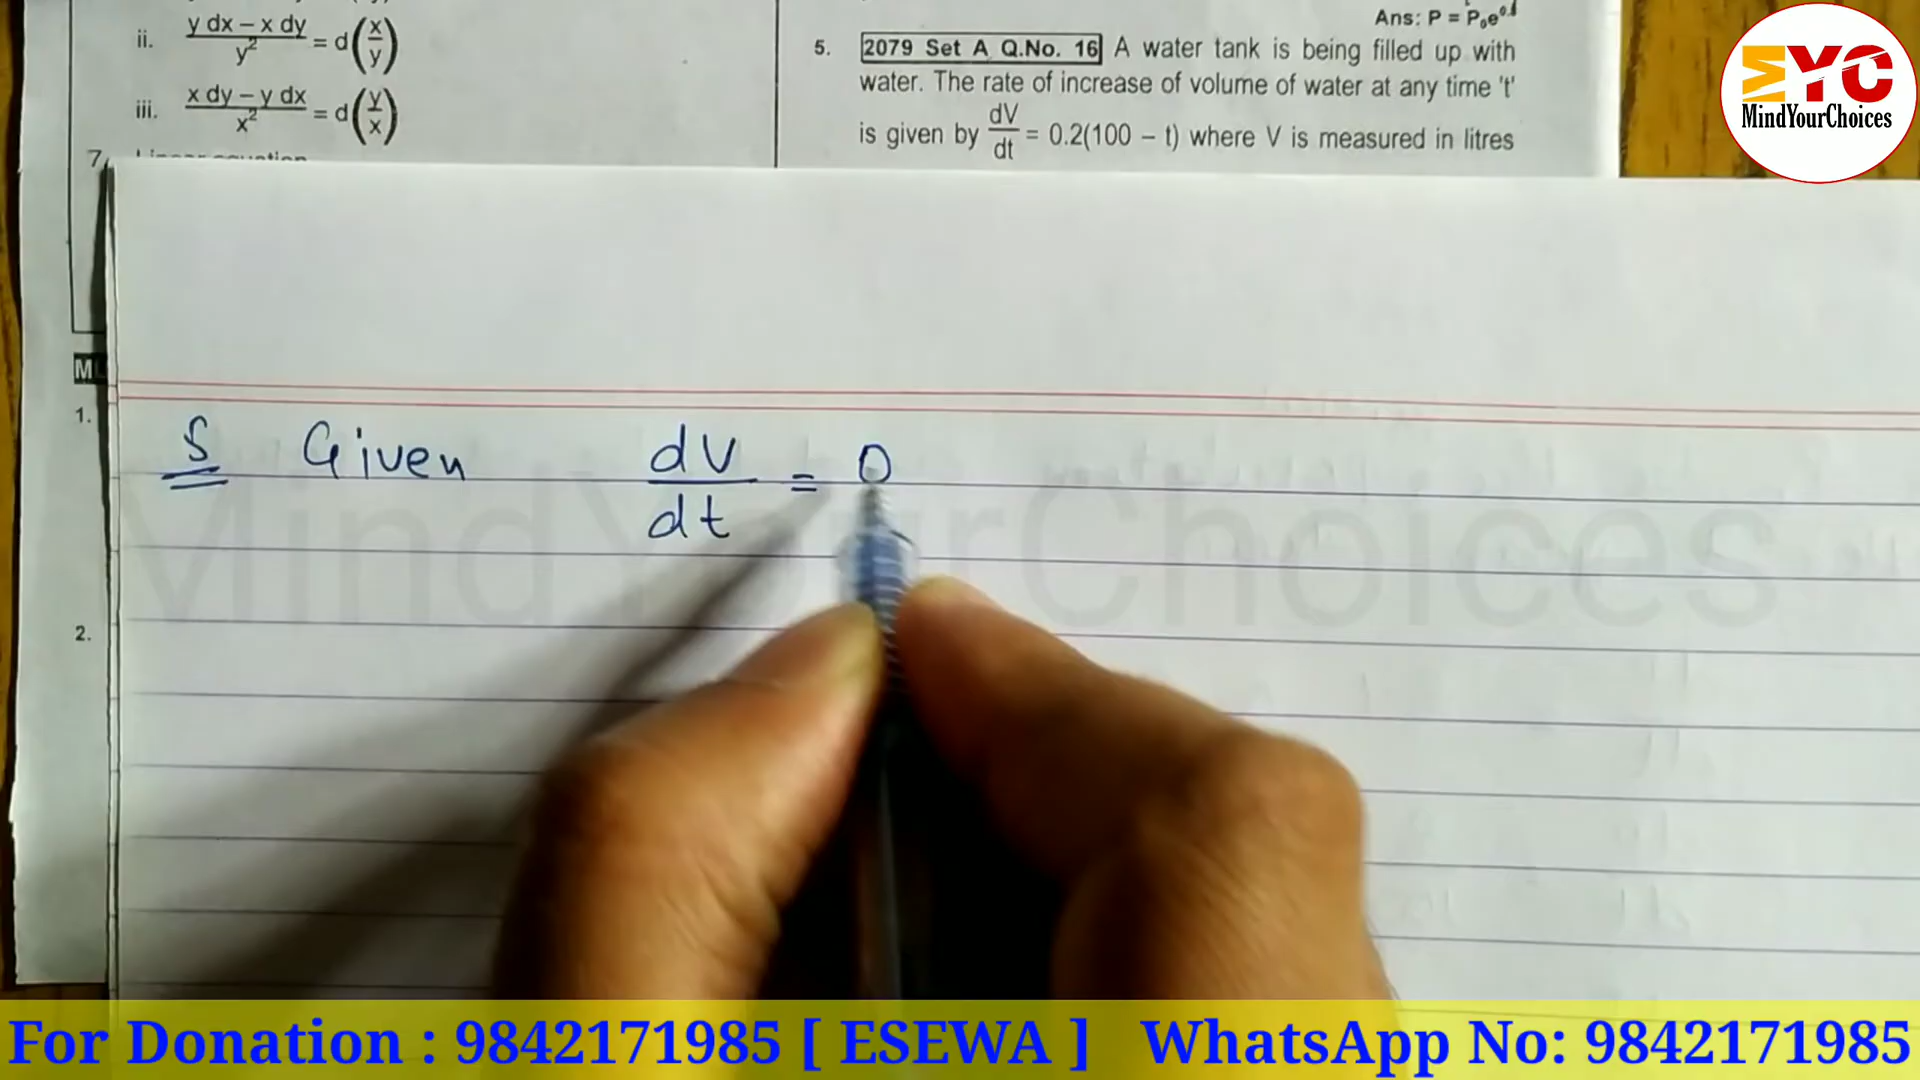 ii. y dx – x dy / y² = d(x/y)
iii. x dy – y dx / x² = d(y/x)
7.
M
1.
2.
Ans: P = P₀e
5. 2079 Set A Q.No. 16 A water tank is being filled up with
water. The rate of increase of volume of water at any time 't'
is given by dV/dt = 0.2(100 – t) where V is measured in litres
MYC
MindYourChoices
5 Given dV/dt = 0
MindYourChoices
For Donation : 9842171985 [ ESEWA ] WhatsApp No: 9842171985